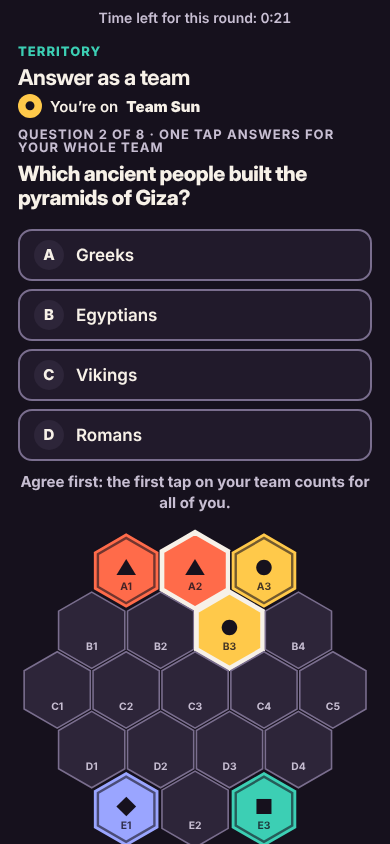 Time left for this round: 0:21
TERRITORY
Answer as a team
You're on Team Sun
QUESTION 2 OF 8 · ONE TAP ANSWERS FOR
YOUR WHOLE TEAM
Which ancient people built the
pyramids of Giza?
A Greeks
B Egyptians
C Vikings
D Romans
Agree first: the first tap on your team counts for
all of you.
A1 A2 A3
B1 B2 B3 B4
C1 C2 C3 C4 C5
D1 D2 D3 D4
E1 E2 E3